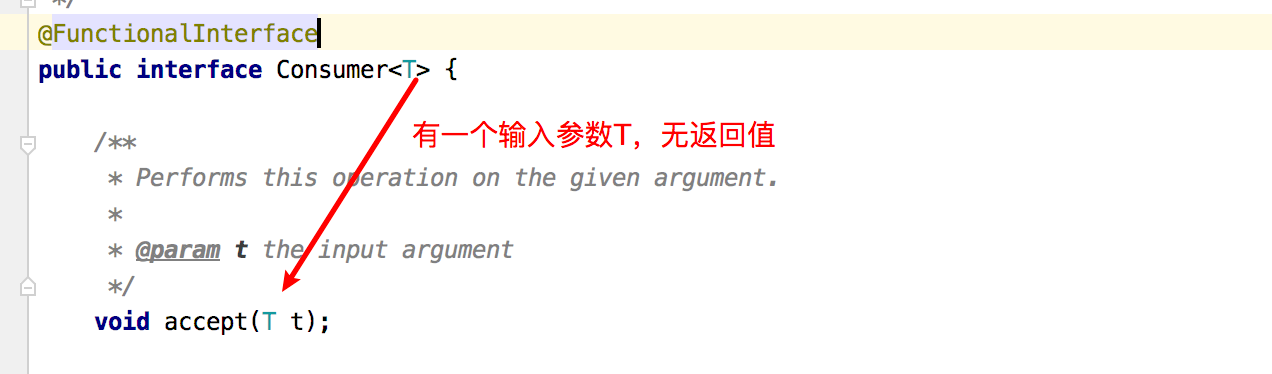 */
@FunctionalInterface
public interface Consumer<T> {
有一个输入参数T，无返回值
/**
* Performs this operation on the given argument.
*
* @param t the input argument
*/
void accept(T t);